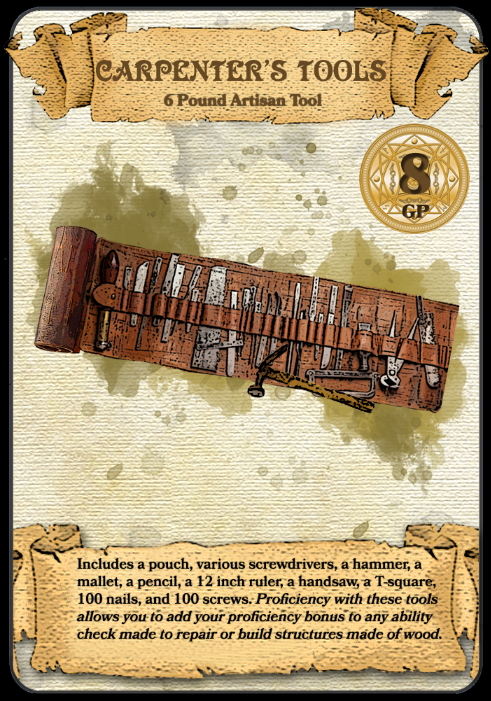 CARPENTER'S TOOLS
6 Pound Artisan Tool
8
GP
Includes a pouch, various screwdrivers, a hammer, a
mallet, a pencil, a 12 inch ruler, a handsaw, a T-square,
100 nails, and 100 screws. Proficiency with these tools
allows you to add your proficiency bonus to any ability
check made to repair or build structures made of wood.